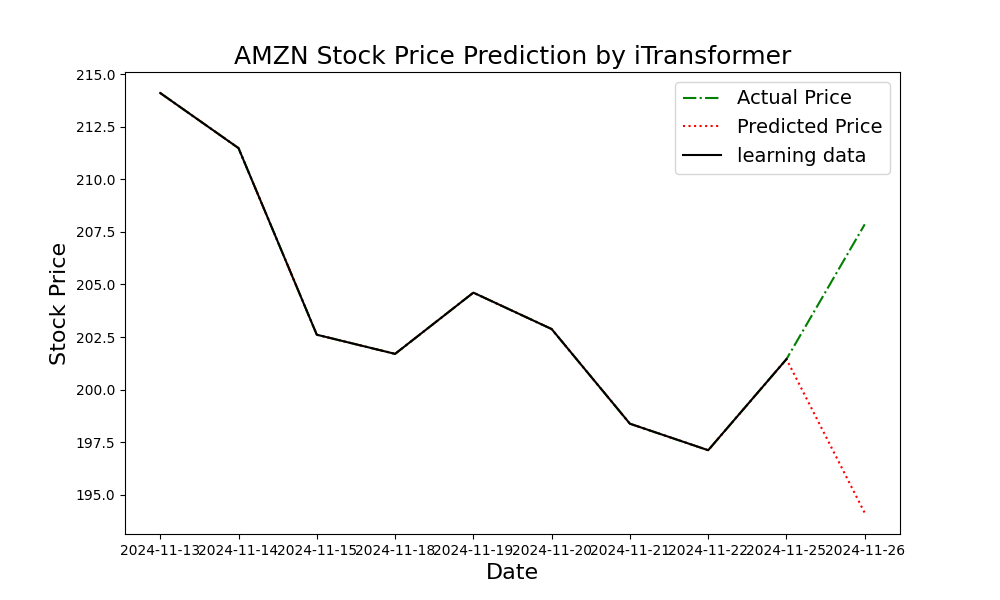 AMZN Stock Price Prediction by iTransformer
215.0
212.5
210.0
207.5
205.0
202.5
200.0
197.5
195.0
Stock Price
Actual Price
Predicted Price
learning data
2024-11-13 2024-11-14 2024-11-15 2024-11-18 2024-11-19 2024-11-20 2024-11-21 2024-11-22 2024-11-25 2024-11-26
Date